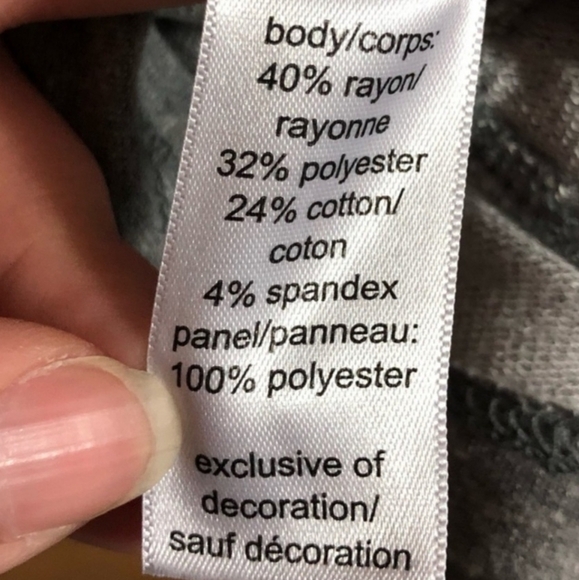 body/corps:
40% rayon/
rayonne
32% polyester
24% cotton/
coton
4% spandex
panel/panneau:
100% polyester
exclusive of
decoration/
sauf décoration